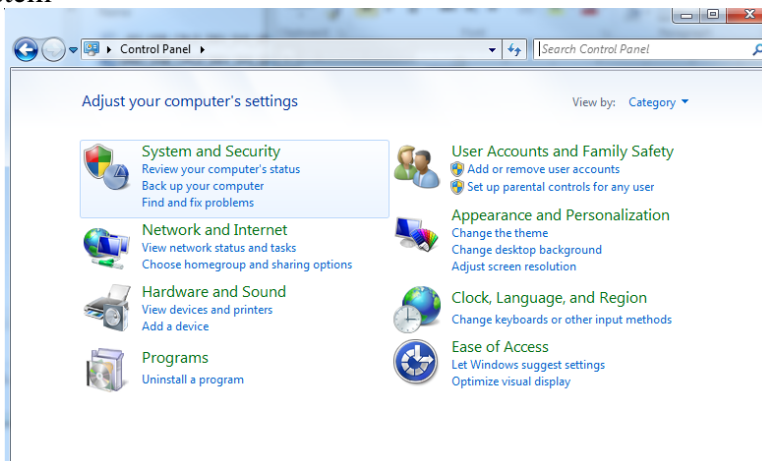 Control Panel
Search Control Panel
Adjust your computer's settings
View by: Category
System and Security
Review your computer's status
Back up your computer
Find and fix problems
Network and Internet
View network status and tasks
Choose homegroup and sharing options
Hardware and Sound
View devices and printers
Add a device
Programs
Uninstall a program
User Accounts and Family Safety
Add or remove user accounts
Set up parental controls for any user
Appearance and Personalization
Change the theme
Change desktop background
Adjust screen resolution
Clock, Language, and Region
Change keyboards or other input methods
Ease of Access
Let Windows suggest settings
Optimize visual display